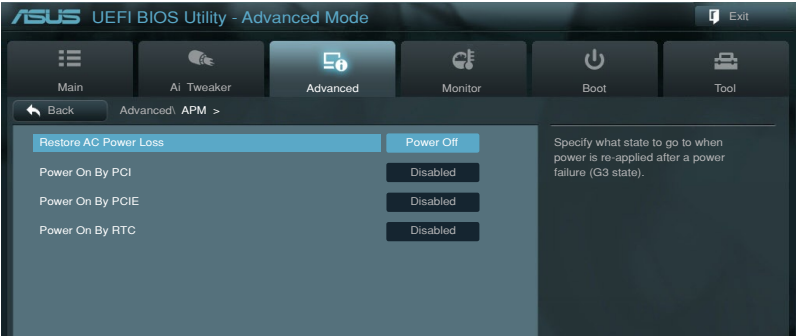 ASUS UEFI BIOS Utility - Advanced Mode
Exit
Main
Ai Tweaker
Advanced
Monitor
Boot
Tool
Back
Advanced\ APM >
Restore AC Power Loss
Power Off
Power On By PCI
Disabled
Power On By PCIE
Disabled
Power On By RTC
Disabled
Specify what state to go to when
power is re-applied after a power
failure (G3 state).